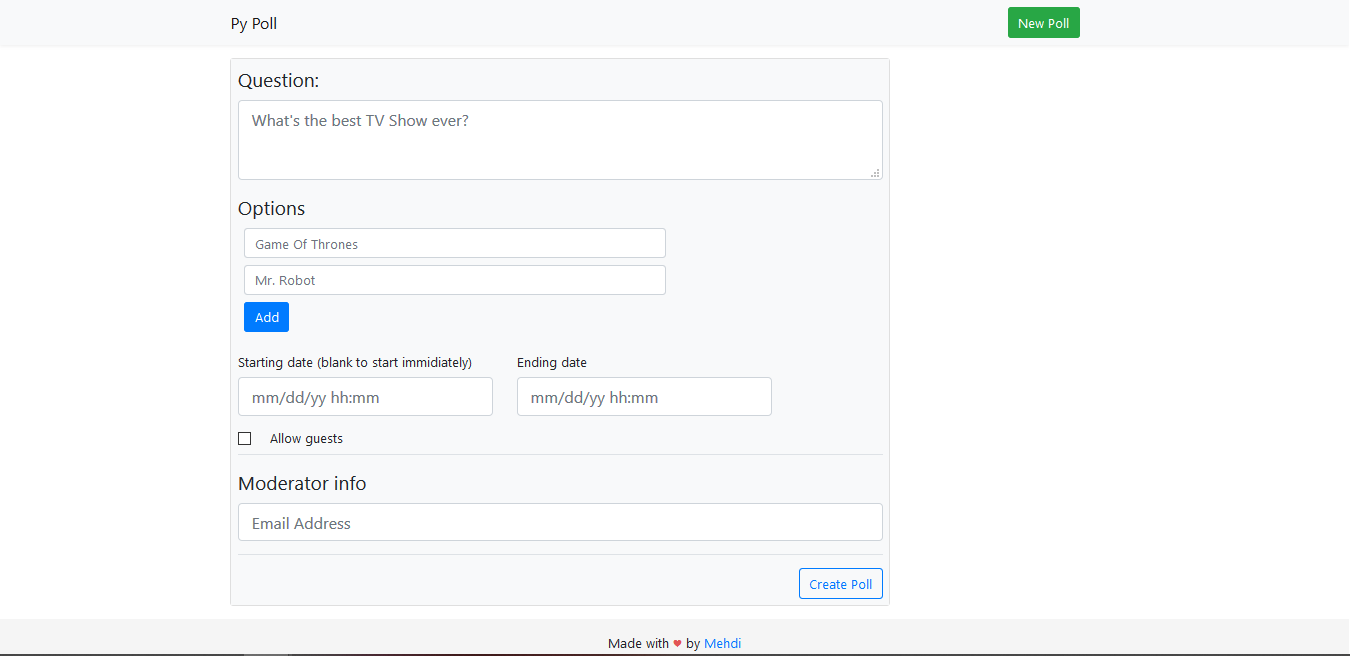 Py Poll
New Poll
Question:
What's the best TV Show ever?
Options
Game Of Thrones
Mr. Robot
Add
Starting date (blank to start immidiately)
Ending date
mm/dd/yy hh:mm
mm/dd/yy hh:mm
Allow guests
Moderator info
Email Address
Create Poll
Made with ♥ by Mehdi